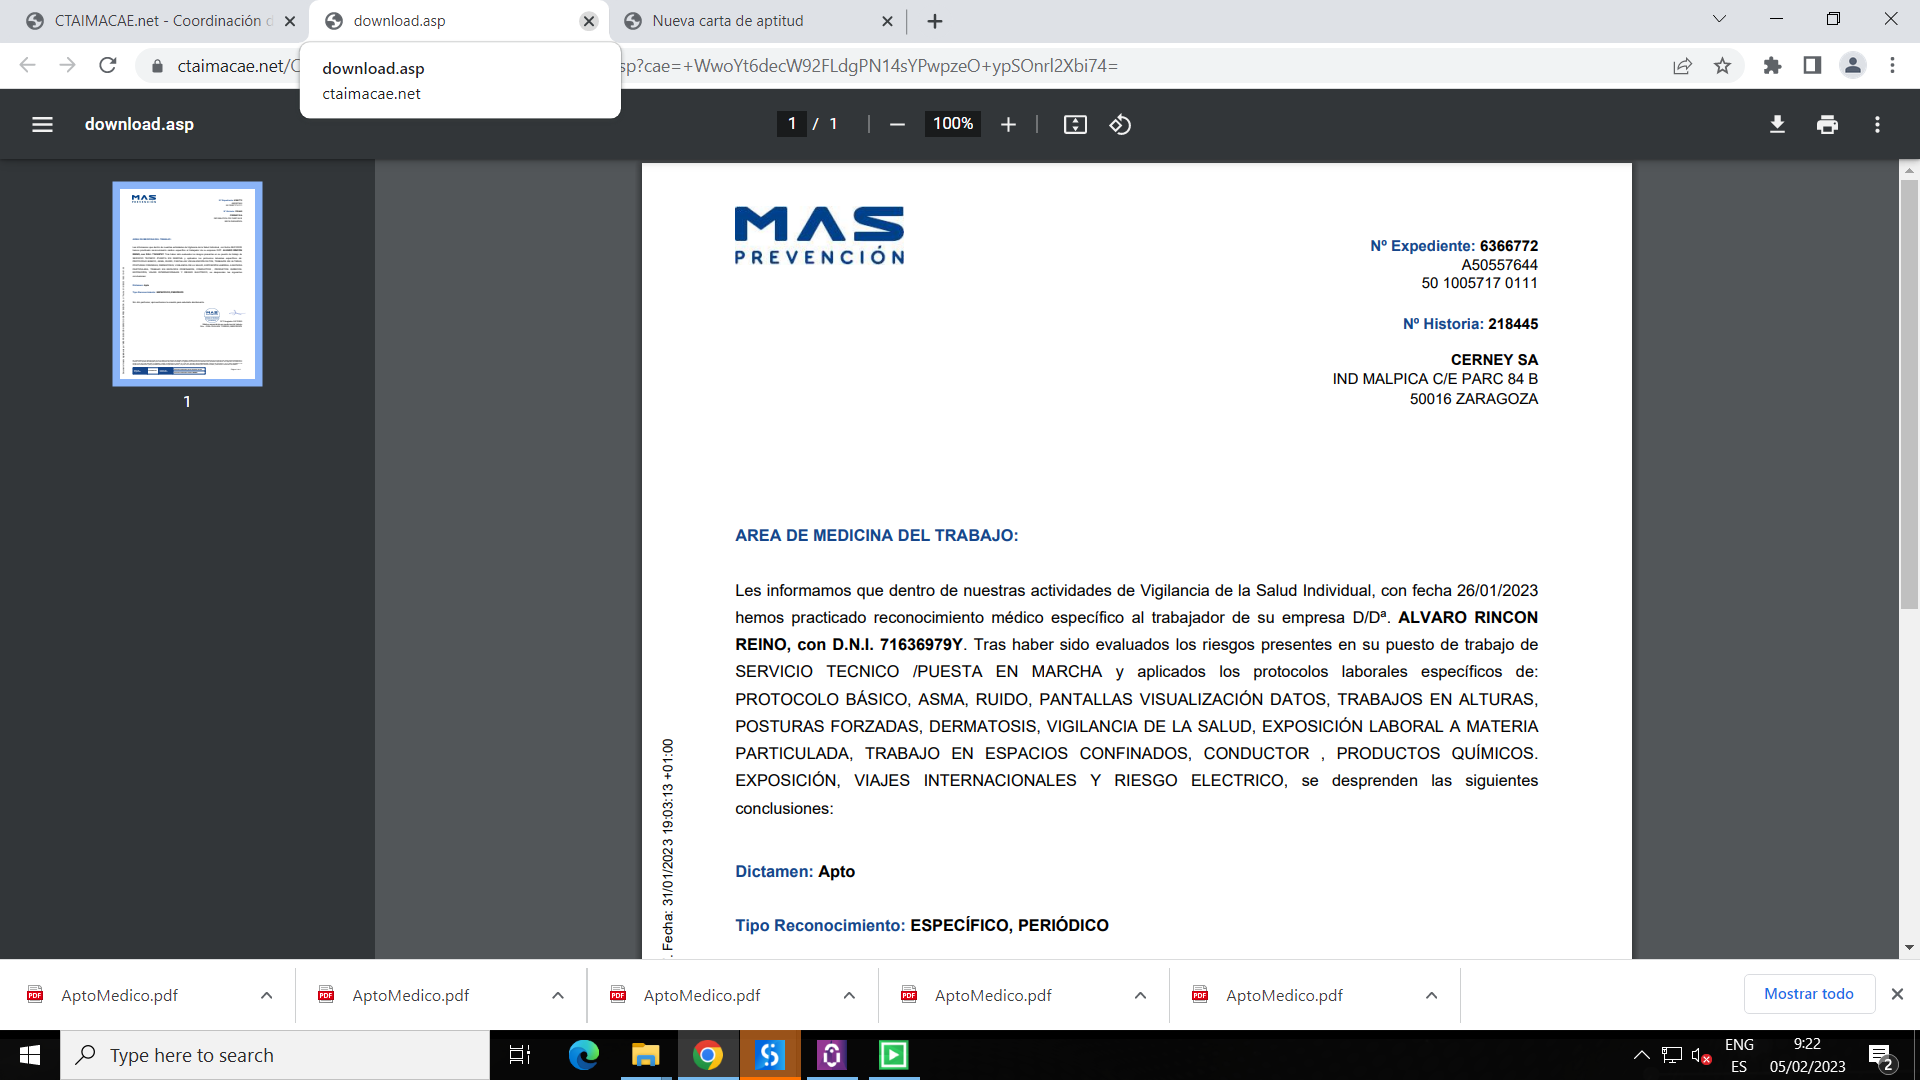 CTAIMACAE.net - Coordinación d
download.asp
Nueva carta de aptitud
ctaimacae.net/C
sp?cae=+WwoYt6decW92FLdgPN14sYPwpzeO+ypSOnrl2Xbi74=
download.asp
ctaimacae.net
download.asp
1 / 1
100%
1
MAS
PREVENCIÓN
Nº Expediente: 6366772
A50557644
50 1005717 0111
Nº Historia: 218445
CERNEY SA
IND MALPICA C/E PARC 84 B
50016 ZARAGOZA
AREA DE MEDICINA DEL TRABAJO:
Les informamos que dentro de nuestras actividades de Vigilancia de la Salud Individual, con fecha 26/01/2023
hemos practicado reconocimiento médico específico al trabajador de su empresa D/Dª. ALVARO RINCON
REINO, con D.N.I. 71636979Y. Tras haber sido evaluados los riesgos presentes en su puesto de trabajo de
SERVICIO TECNICO /PUESTA EN MARCHA y aplicados los protocolos laborales específicos de:
PROTOCOLO BÁSICO, ASMA, RUIDO, PANTALLAS VISUALIZACIÓN DATOS, TRABAJOS EN ALTURAS,
POSTURAS FORZADAS, DERMATOSIS, VIGILANCIA DE LA SALUD, EXPOSICIÓN LABORAL A MATERIA
PARTICULADA, TRABAJO EN ESPACIOS CONFINADOS, CONDUCTOR , PRODUCTOS QUÍMICOS.
EXPOSICIÓN, VIAJES INTERNACIONALES Y RIESGO ELECTRICO, se desprenden las siguientes
conclusiones:
Dictamen: Apto
Tipo Reconocimiento: ESPECÍFICO, PERIÓDICO
. Fecha: 31/01/2023 19:03:13 +01:00
AptoMedico.pdf
AptoMedico.pdf
AptoMedico.pdf
AptoMedico.pdf
AptoMedico.pdf
Mostrar todo
Type here to search
ENG
ES
9:22
05/02/2023
2